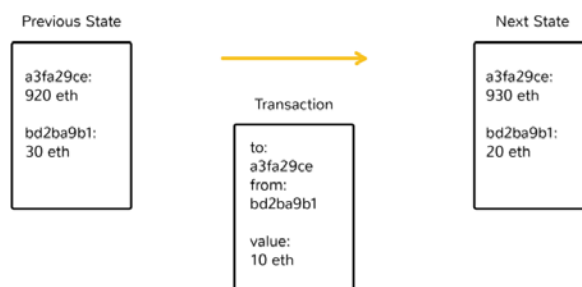 Previous State
a3fa29ce:
920 eth
bd2ba9b1:
30 eth
Transaction
to:
a3fa29ce
from:
bd2ba9b1
value:
10 eth
Next State
a3fa29ce:
930 eth
bd2ba9b1:
20 eth